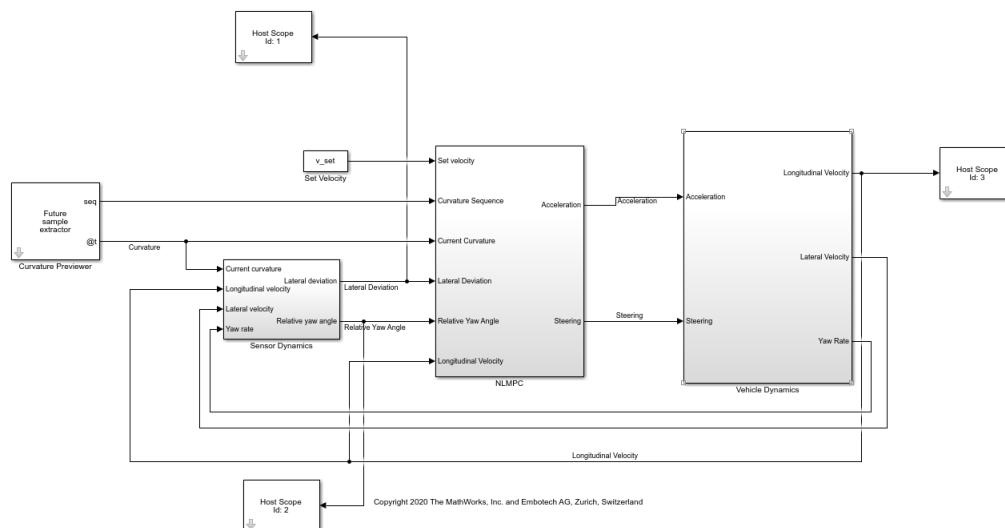 Host Scope
Id: 1
v_set
Set Velocity
Future
sample
extractor
seq
@t
Curvature Previewer
Curvature
Current curvature
Longitudinal velocity
Lateral velocity
Yaw rate
Lateral deviation
Relative yaw angle
Sensor Dynamics
Lateral Deviation
Relative Yaw Angle
Set velocity
Curvature Sequence
Current Curvature
Lateral Deviation
Relative Yaw Angle
Longitudinal Velocity
Acceleration
Steering
NLMPC
Acceleration
Steering
Acceleration
Steering
Longitudinal Velocity
Lateral Velocity
Yaw Rate
Vehicle Dynamics
Host Scope
Id: 3
Longitudinal Velocity
Host Scope
Id: 2
Copyright 2020 The MathWorks, Inc. and Embotech AG, Zurich, Switzerland